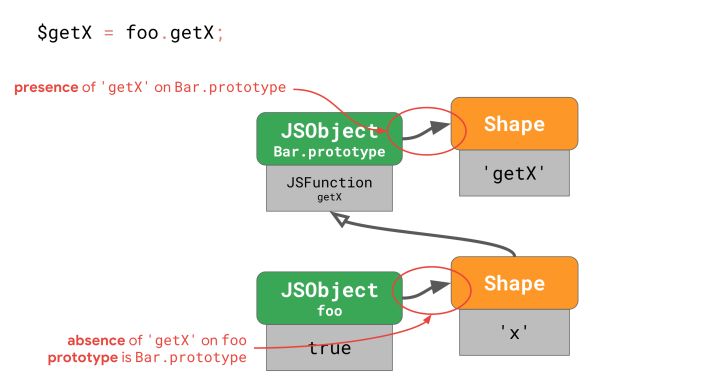 $getX = foo.getX;
presence of 'getX' on Bar.prototype
JSObject
Bar.prototype
Shape
JSFunction
getX
'getX'
JSObject
foo
Shape
absence of 'getX' on foo
prototype is Bar.prototype
true
'x'